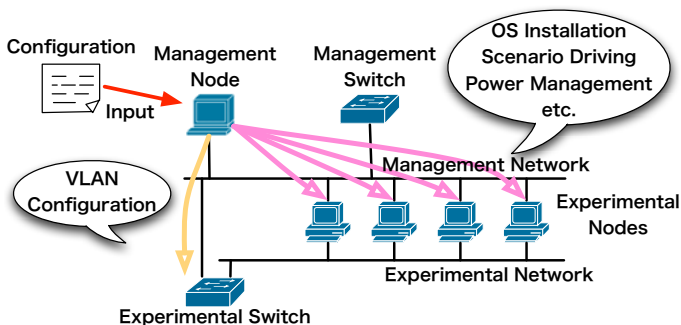 Configuration
Input
Management
Node
Management
Switch
OS Installation
Scenario Driving
Power Management
etc.
Management Network
VLAN
Configuration
Experimental
Nodes
Experimental Network
Experimental Switch